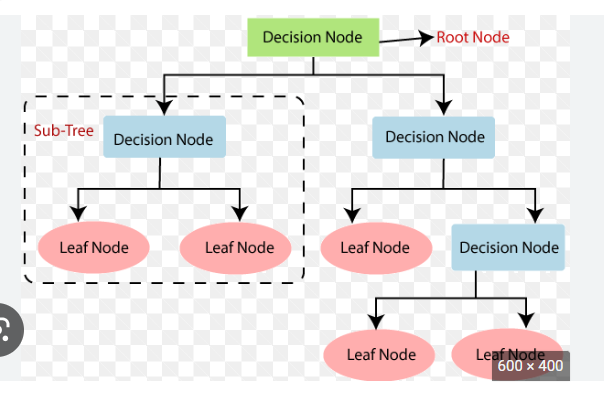 Decision Node
Root Node
Sub-Tree
Decision Node
Decision Node
Leaf Node
Leaf Node
Leaf Node
Decision Node
Leaf Node
Leaf Node
600 × 400